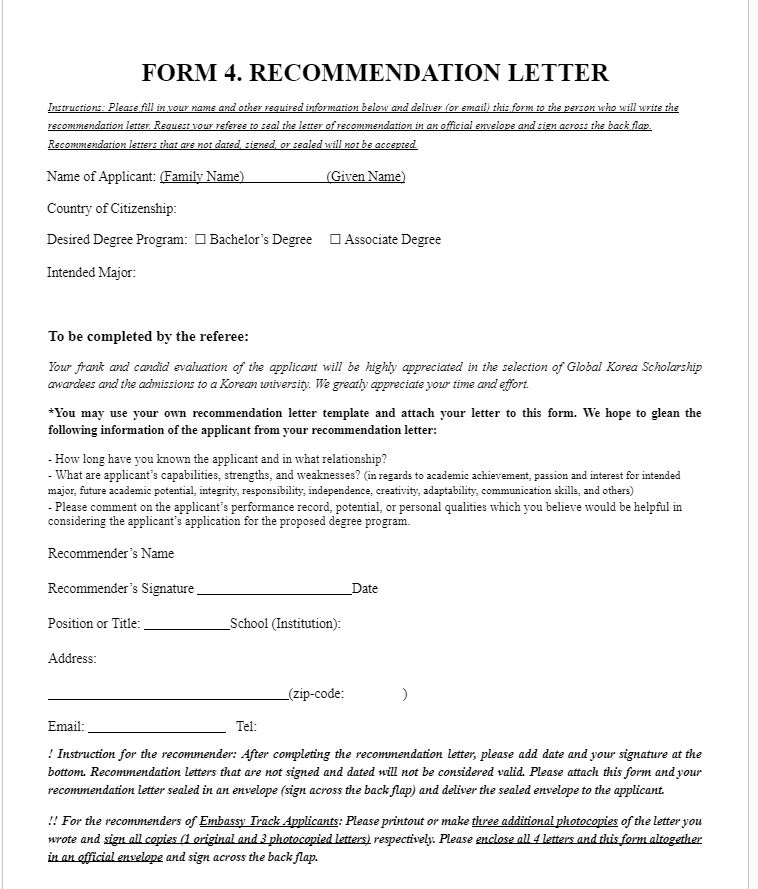 FORM 4. RECOMMENDATION LETTER
Instructions: Please fill in your name and other required information below and deliver (or email) this form to the person who will write the
recommendation letter. Request your referee to seal the letter of recommendation in an official envelope and sign across the back flap.
Recommendation letters that are not dated, signed, or sealed will not be accepted.
Name of Applicant: (Family Name)____________(Given Name)
Country of Citizenship:
Desired Degree Program: ☐ Bachelor’s Degree ☐ Associate Degree
Intended Major:
To be completed by the referee:
Your frank and candid evaluation of the applicant will be highly appreciated in the selection of Global Korea Scholarship
awardees and the admissions to a Korean university. We greatly appreciate your time and effort.
*You may use your own recommendation letter template and attach your letter to this form. We hope to glean the
following information of the applicant from your recommendation letter:
- How long have you known the applicant and in what relationship?
- What are applicant’s capabilities, strengths, and weaknesses? (in regards to academic achievement, passion and interest for intended
major, future academic potential, integrity, responsibility, independence, creativity, adaptability, communication skills, and others)
- Please comment on the applicant’s performance record, potential, or personal qualities which you believe would be helpful in
considering the applicant’s application for the proposed degree program.
Recommender’s Name
Recommender’s Signature ______________________Date
Position or Title: ____________School (Institution):
Address:
__________________________________(zip-code: )
Email: ____________________ Tel:
! Instruction for the recommender: After completing the recommendation letter, please add date and your signature at the
bottom. Recommendation letters that are not signed and dated will not be considered valid. Please attach this form and your
recommendation letter sealed in an envelope (sign across the back flap) and deliver the sealed envelope to the applicant.
!! For the recommenders of Embassy Track Applicants: Please printout or make three additional photocopies of the letter you
wrote and sign all copies (1 original and 3 photocopied letters) respectively. Please enclose all 4 letters and this form altogether
in an official envelope and sign across the back flap.